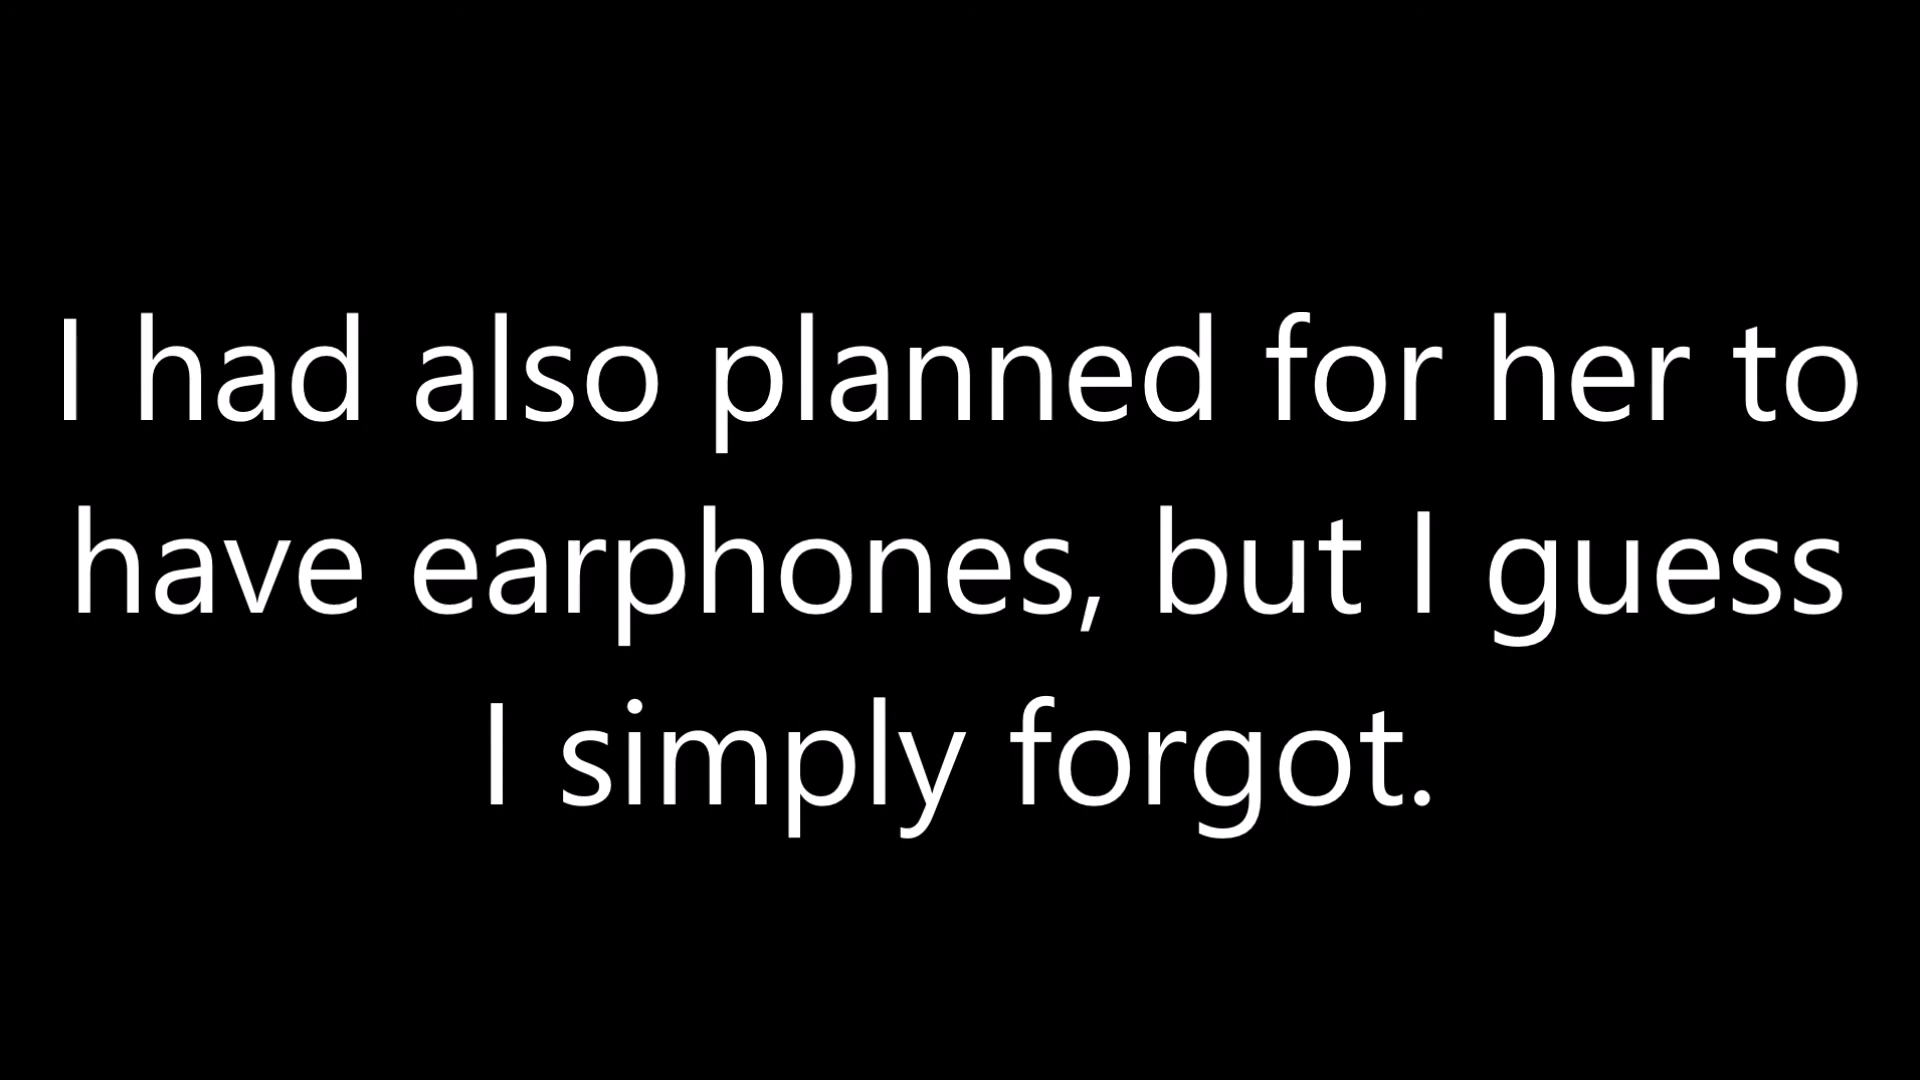 I had also planned for her to
have earphones, but I guess
I simply forgot.